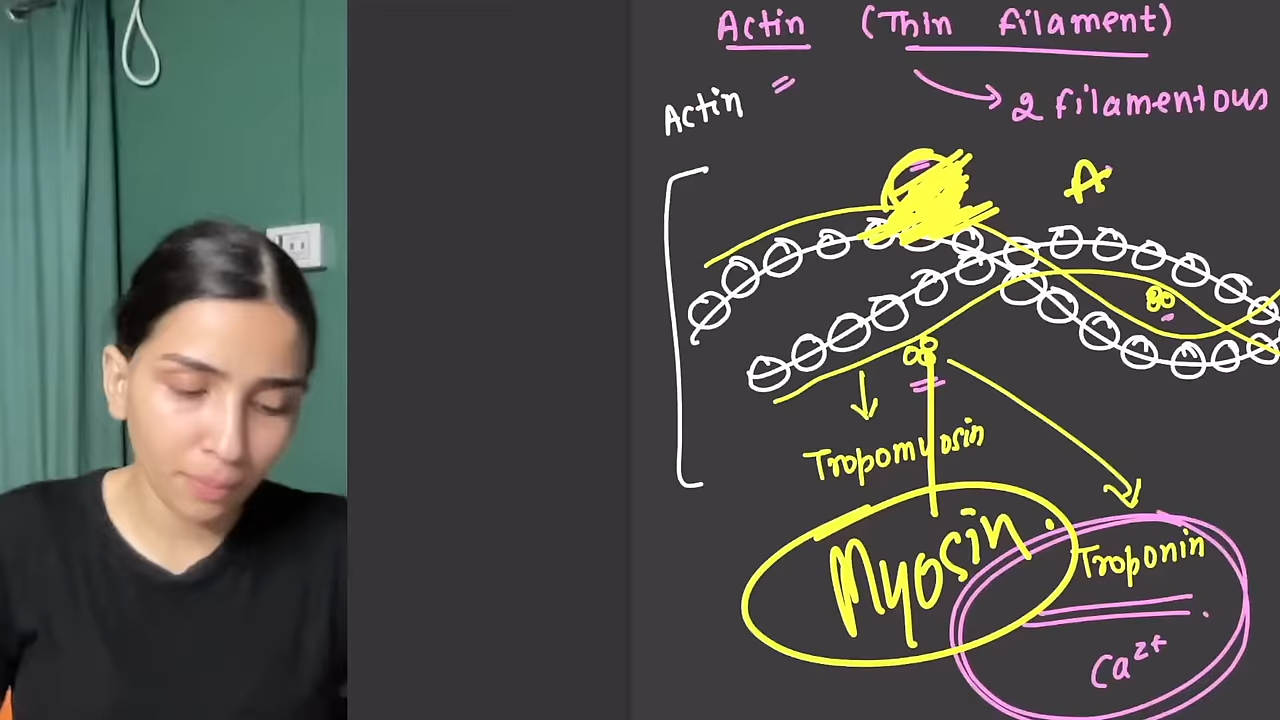 Actin (Thin filament)
Actin
2 filamentous
A
Tropomyosin
Myosin
Troponin
Ca²⁺